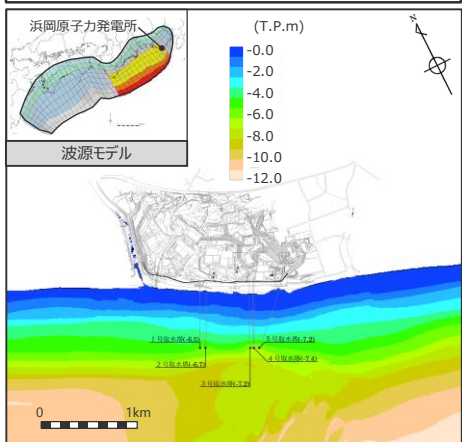 浜岡原子力発電所
波源モデル
(T.P.m)
-0.0
-2.0
-4.0
-6.0
-8.0
-10.0
-12.0
N
1号取水塔(-6.5)
5号取水塔(-7.2)
2号取水塔(-6.7)
4号取水塔(-7.4)
3号取水塔(-7.2)
0 1km